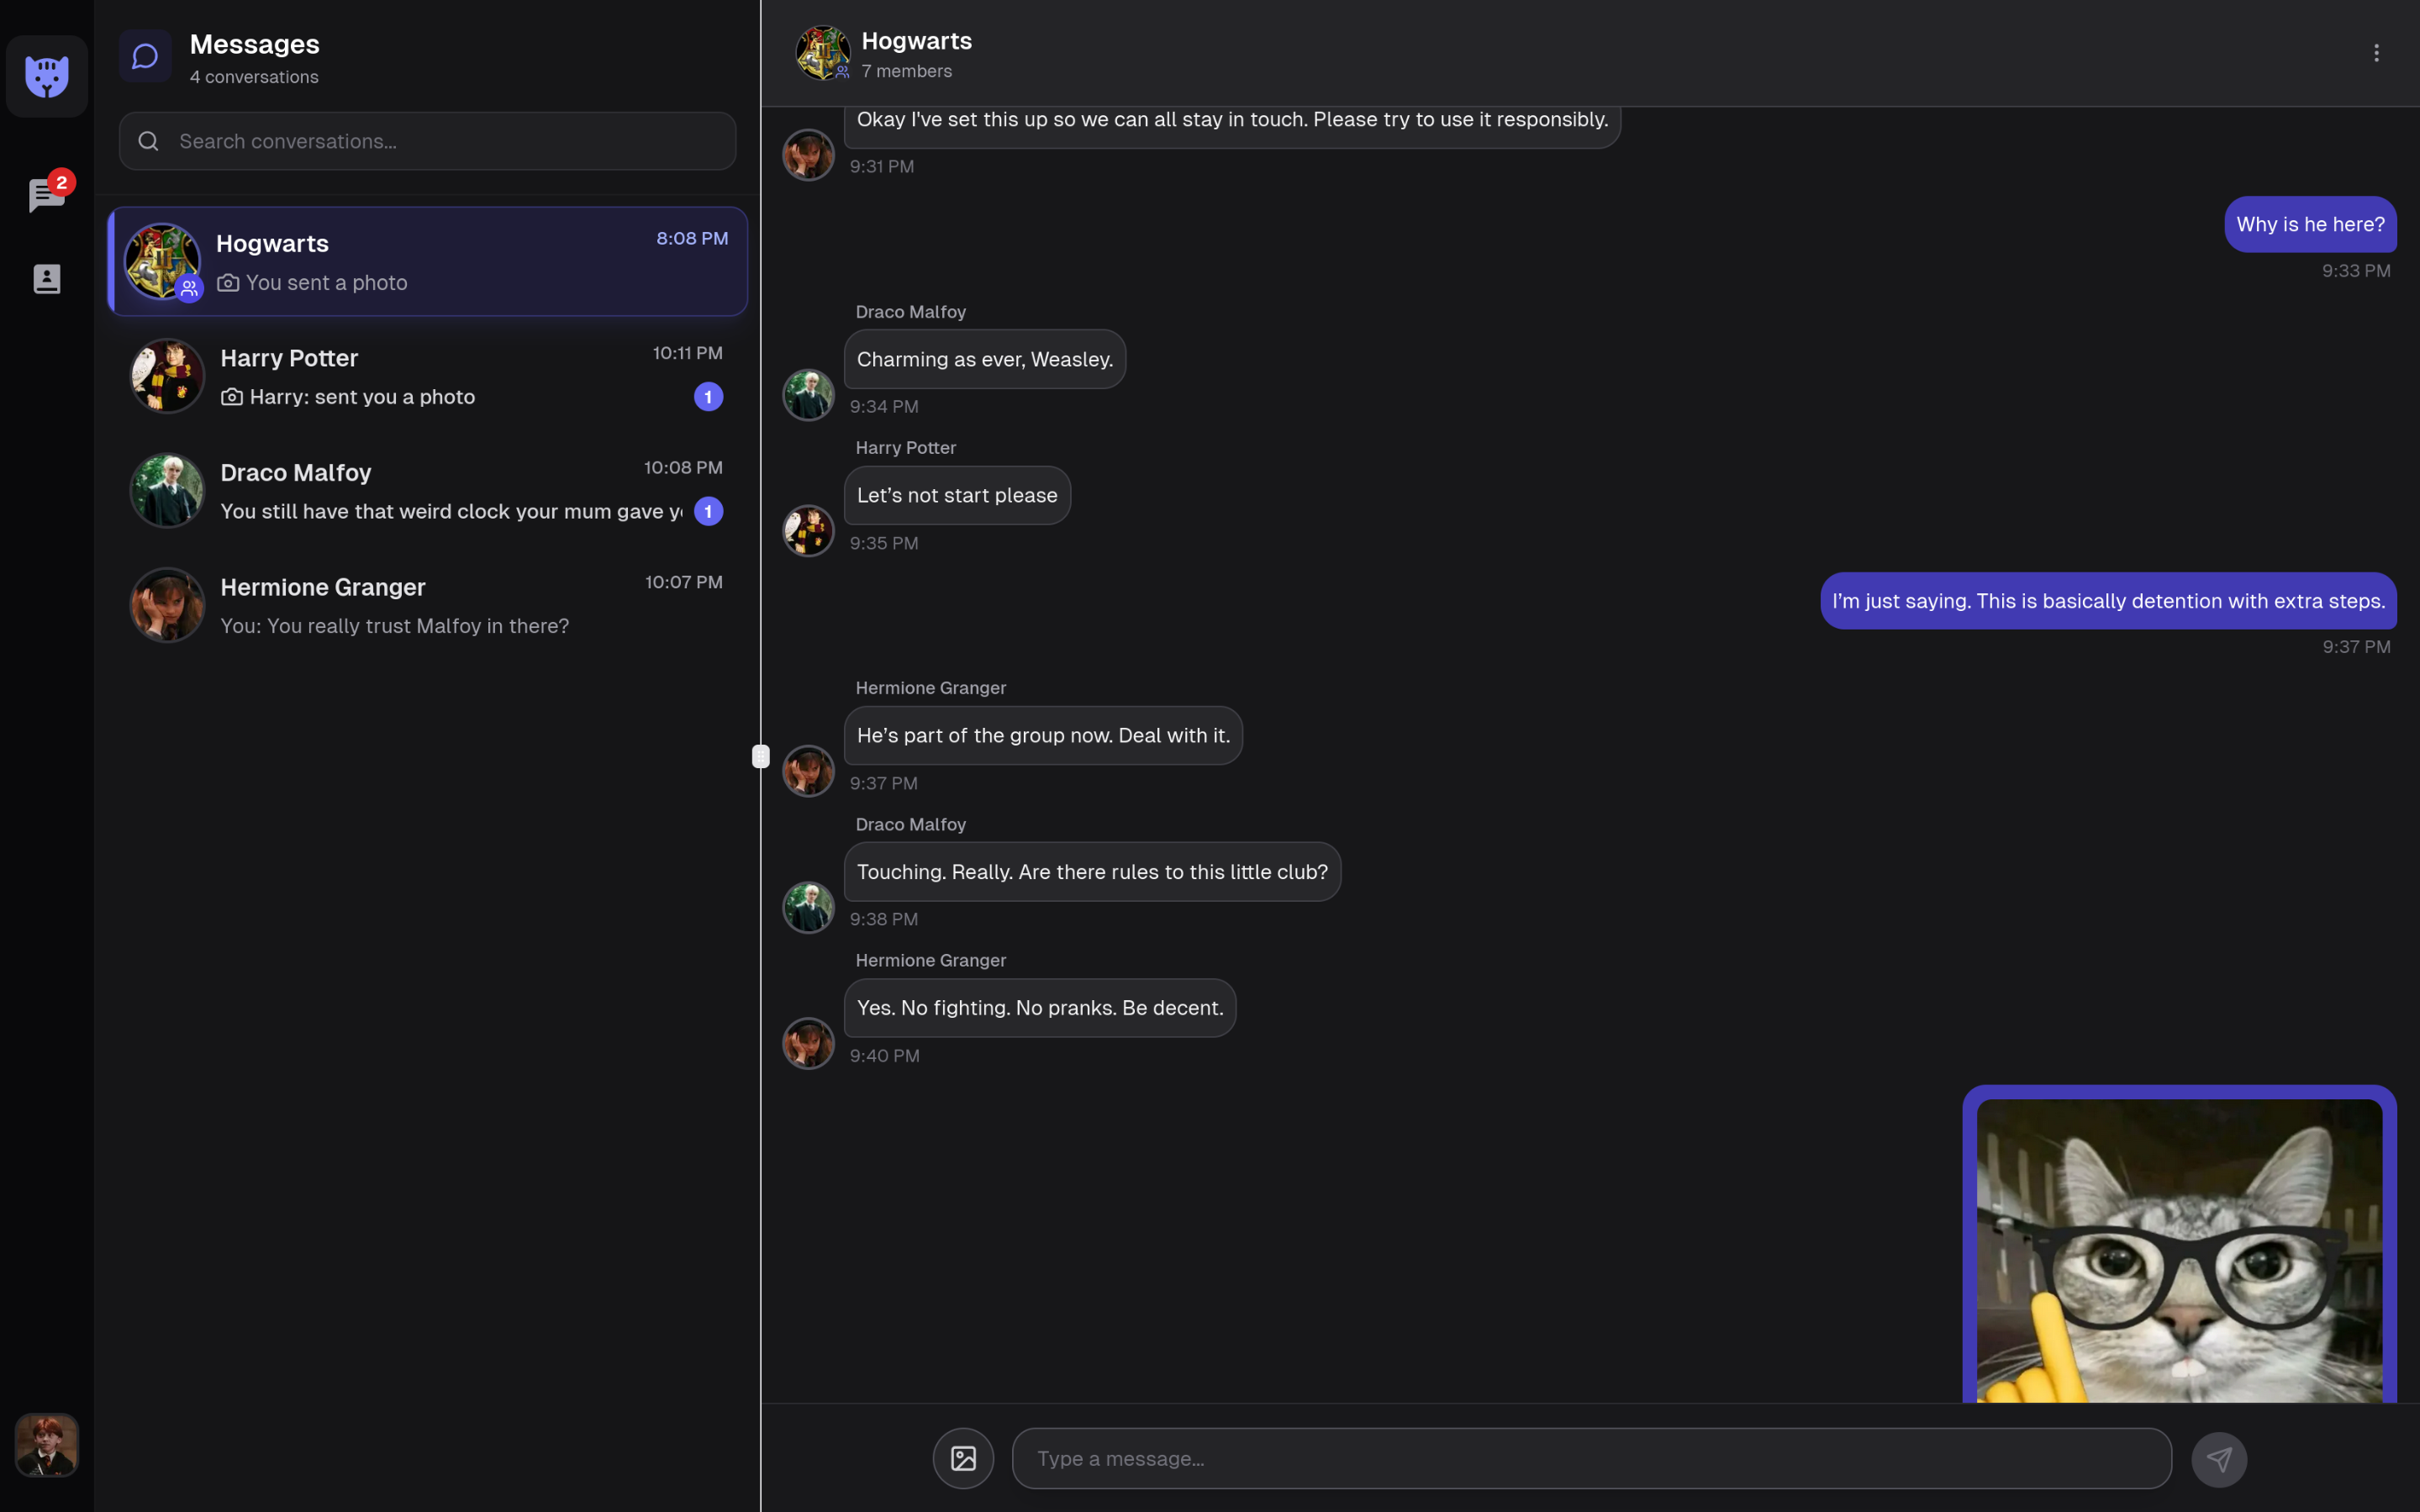 Messages
4 conversations
Search conversations...
2
Hogwarts
8:08 PM
You sent a photo
Harry Potter
10:11 PM
Harry: sent you a photo
1
Draco Malfoy
10:08 PM
You still have that weird clock your mum gave
1
Hermione Granger
10:07 PM
You: You really trust Malfoy in there?
Hogwarts
7 members
Okay I've set this up so we can all stay in touch. Please try to use it responsibly.
9:31 PM
Why is he here?
9:33 PM
Draco Malfoy
Charming as ever, Weasley.
9:34 PM
Harry Potter
Let’s not start please
9:35 PM
I’m just saying. This is basically detention with extra steps.
9:37 PM
Hermione Granger
He’s part of the group now. Deal with it.
9:37 PM
Draco Malfoy
Touching. Really. Are there rules to this little club?
9:38 PM
Hermione Granger
Yes. No fighting. No pranks. Be decent.
9:40 PM
Type a message...